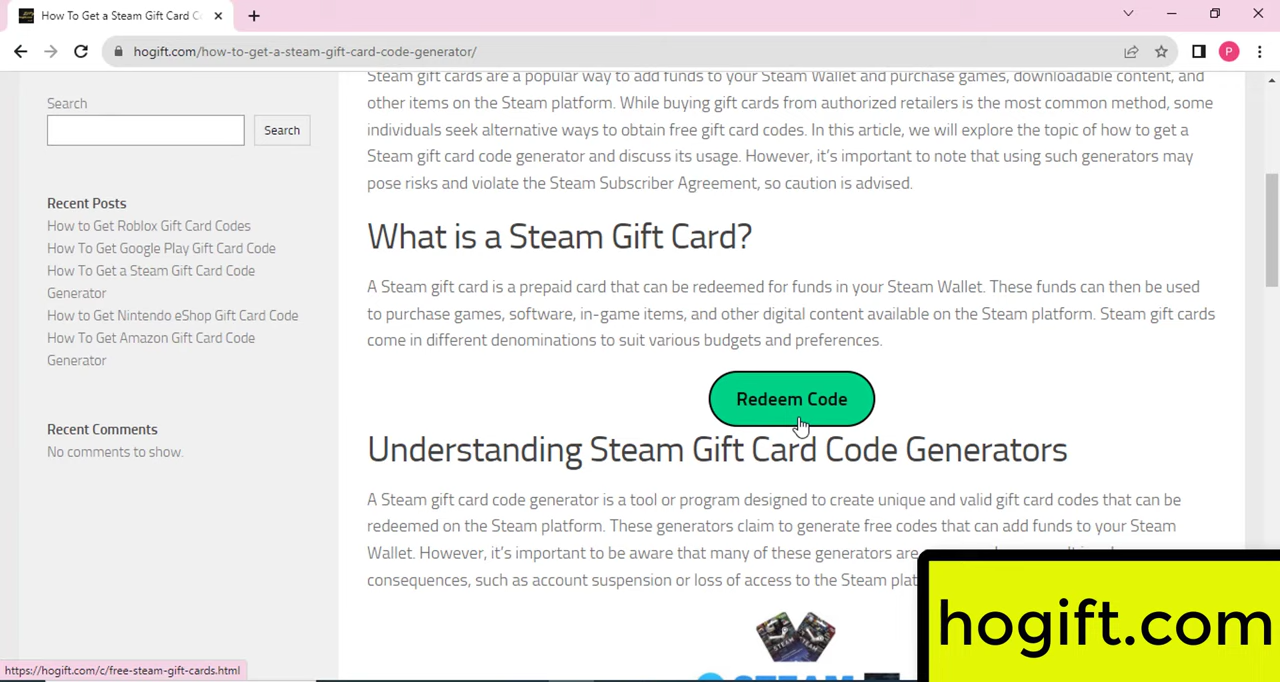 How To Get a Steam Gift Card C
hogift.com/how-to-get-a-steam-gift-card-code-generator/
P
Search
Search
Recent Posts
How to Get Roblox Gift Card Codes
How To Get Google Play Gift Card Code
How To Get a Steam Gift Card Code
Generator
How to Get Nintendo eShop Gift Card Code
How To Get Amazon Gift Card Code
Generator
Recent Comments
No comments to show.
Steam gift cards are a popular way to add funds to your Steam Wallet and purchase games, downloadable content, and
other items on the Steam platform. While buying gift cards from authorized retailers is the most common method, some
individuals seek alternative ways to obtain free gift card codes. In this article, we will explore the topic of how to get a
Steam gift card code generator and discuss its usage. However, it's important to note that using such generators may
pose risks and violate the Steam Subscriber Agreement, so caution is advised.
What is a Steam Gift Card?
A Steam gift card is a prepaid card that can be redeemed for funds in your Steam Wallet. These funds can then be used
to purchase games, software, in-game items, and other digital content available on the Steam platform. Steam gift cards
come in different denominations to suit various budgets and preferences.
Redeem Code
Understanding Steam Gift Card Code Generators
A Steam gift card code generator is a tool or program designed to create unique and valid gift card codes that can be
redeemed on the Steam platform. These generators claim to generate free codes that can add funds to your Steam
Wallet. However, it's important to be aware that many of these generators are
consequences, such as account suspension or loss of access to the Steam plat
STEAM
hogift.com
https://hogift.com/c/free-steam-gift-cards.html